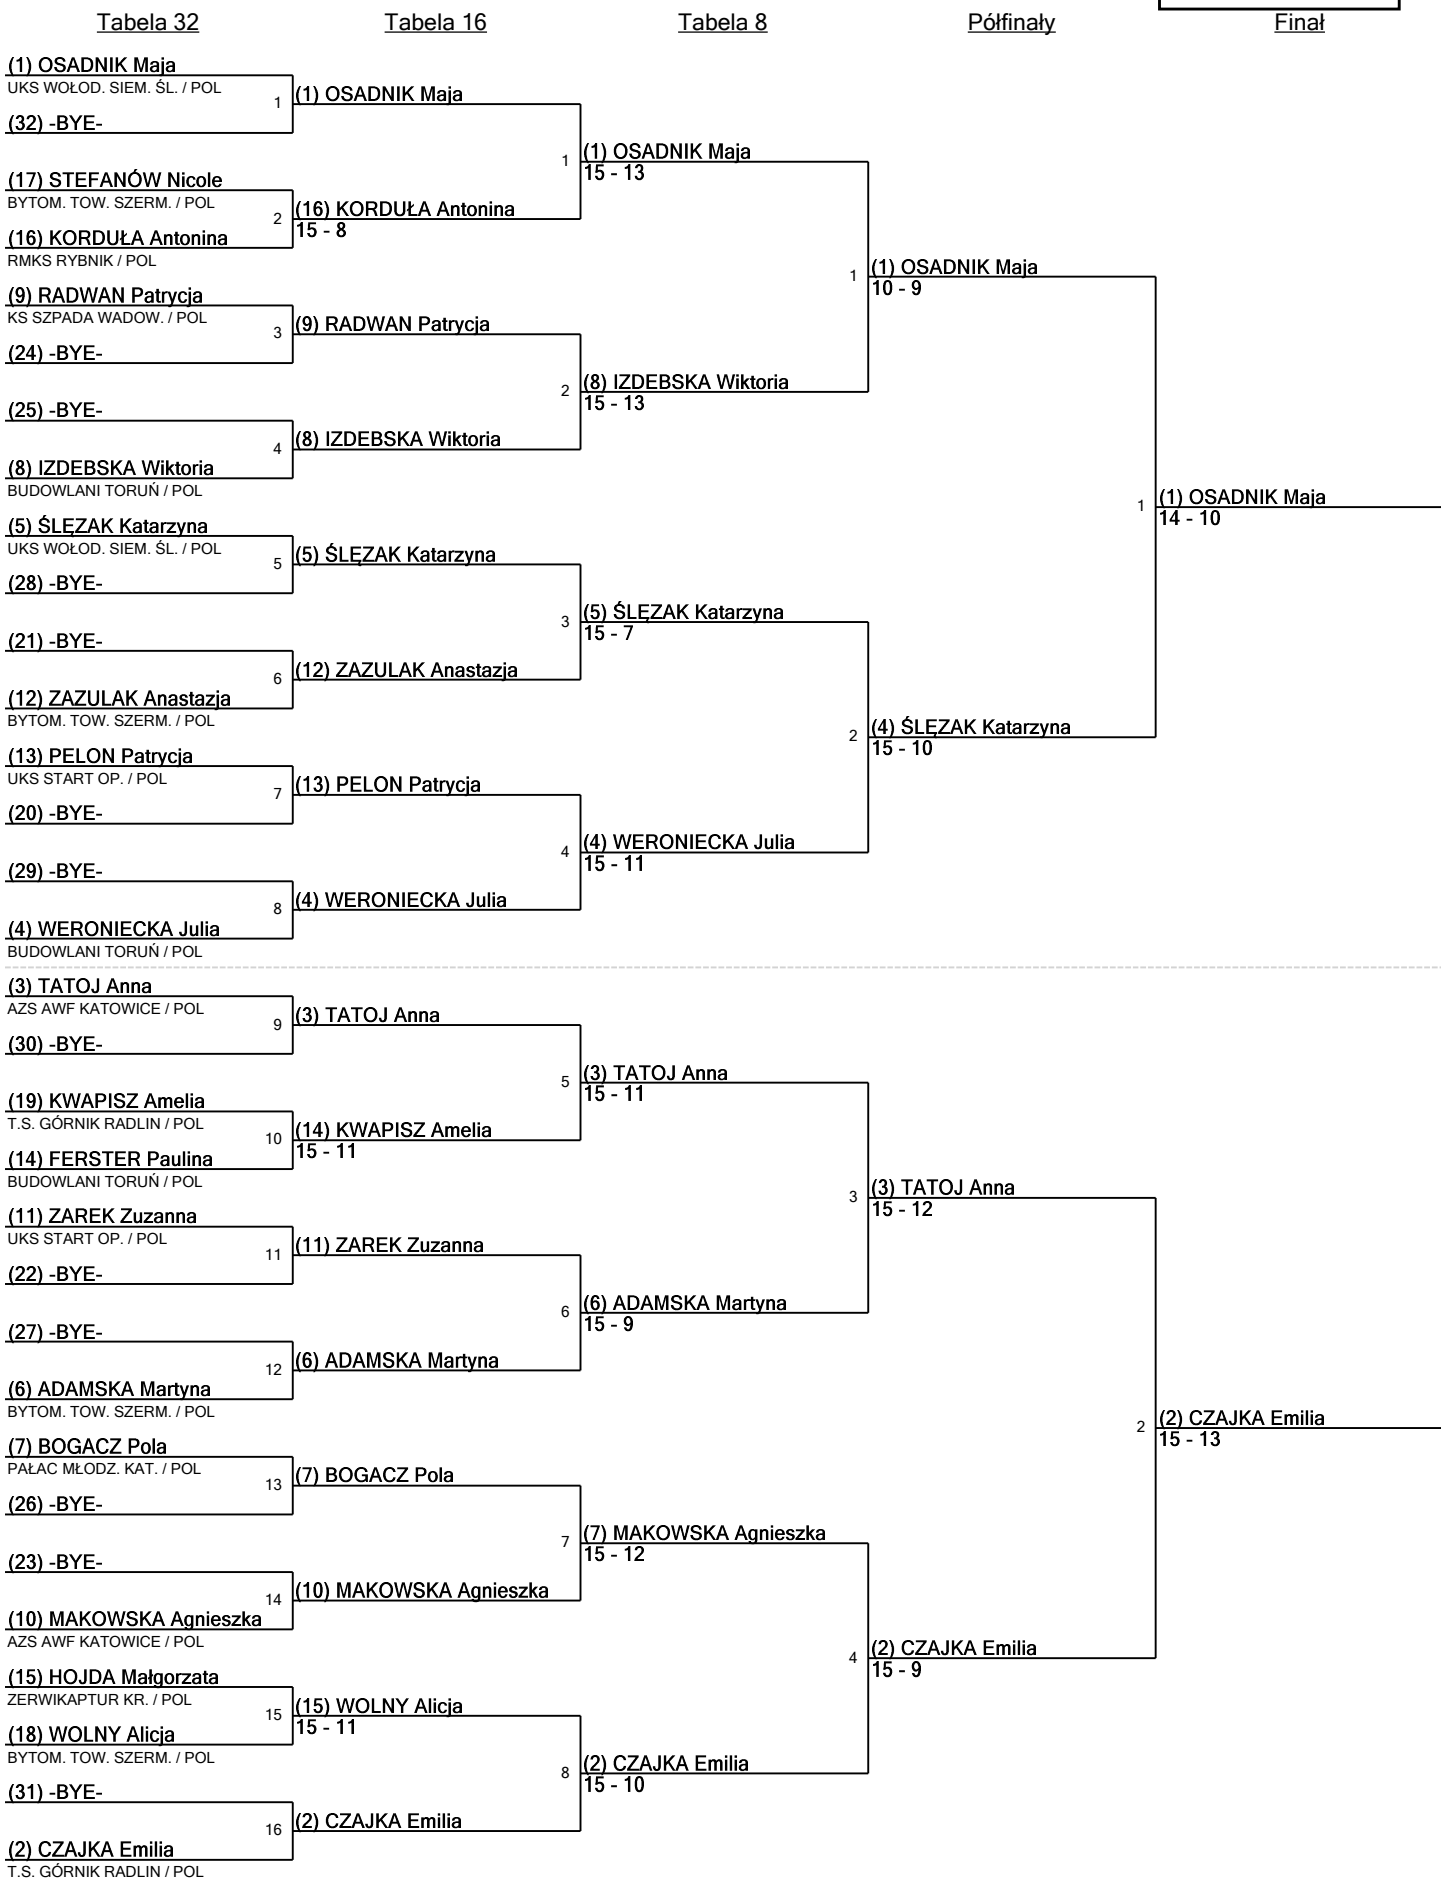 Tabela 32
Tabela 16
Tabela 8
Półfinały
Finał
(1) OSADNIK Maja
UKS WOŁOD. SIEM. ŚL. / POL
1
(32) -BYE-
(17) STEFANÓW Nicole
BYTOM. TOW. SZERM. / POL
2
(16) KORDUŁA Antonina
RMKS RYBNIK / POL
(9) RADWAN Patrycja
KS SZPADA WADOW. / POL
3
(24) -BYE-
(25) -BYE-
4
(8) IZDEBSKA Wiktoria
BUDOWLANI TORUŃ / POL
(5) ŚLĘZAK Katarzyna
UKS WOŁOD. SIEM. ŚL. / POL
5
(28) -BYE-
(21) -BYE-
6
(12) ZAZULAK Anastazja
BYTOM. TOW. SZERM. / POL
(13) PELON Patrycja
UKS START OP. / POL
7
(20) -BYE-
(29) -BYE-
8
(4) WERONIECKA Julia
BUDOWLANI TORUŃ / POL
(3) TATOJ Anna
AZS AWF KATOWICE / POL
9
(30) -BYE-
(19) KWAPISZ Amelia
T.S. GÓRNIK RADLIN / POL
10
(14) FERSTER Paulina
BUDOWLANI TORUŃ / POL
(11) ZAREK Zuzanna
UKS START OP. / POL
11
(22) -BYE-
(27) -BYE-
12
(6) ADAMSKA Martyna
BYTOM. TOW. SZERM. / POL
(7) BOGACZ Pola
PAŁAC MŁODZ. KAT. / POL
13
(26) -BYE-
(23) -BYE-
14
(10) MAKOWSKA Agnieszka
AZS AWF KATOWICE / POL
(15) HOJDA Małgorzata
ZERWIKAPTUR KR. / POL
15
(18) WOLNY Alicja
BYTOM. TOW. SZERM. / POL
(31) -BYE-
16
(2) CZAJKA Emilia
T.S. GÓRNIK RADLIN / POL
(1) OSADNIK Maja
1
(16) KORDUŁA Antonina
15 - 8
(9) RADWAN Patrycja
2
(8) IZDEBSKA Wiktoria
(5) ŚLĘZAK Katarzyna
3
(12) ZAZULAK Anastazja
(13) PELON Patrycja
4
(4) WERONIECKA Julia
(3) TATOJ Anna
5
(14) KWAPISZ Amelia
15 - 11
(11) ZAREK Zuzanna
6
(6) ADAMSKA Martyna
(7) BOGACZ Pola
7
(10) MAKOWSKA Agnieszka
(15) WOLNY Alicja
15 - 11
8
(2) CZAJKA Emilia
(1) OSADNIK Maja
15 - 13
1
(8) IZDEBSKA Wiktoria
15 - 13
(5) ŚLĘZAK Katarzyna
15 - 7
2
(4) WERONIECKA Julia
15 - 11
(3) TATOJ Anna
15 - 11
3
(6) ADAMSKA Martyna
15 - 9
(7) MAKOWSKA Agnieszka
15 - 12
4
(2) CZAJKA Emilia
15 - 10
(1) OSADNIK Maja
10 - 9
1
(4) ŚLĘZAK Katarzyna
15 - 10
(3) TATOJ Anna
15 - 12
2
(2) CZAJKA Emilia
15 - 9
(1) OSADNIK Maja
14 - 10
(2) CZAJKA Emilia
15 - 13